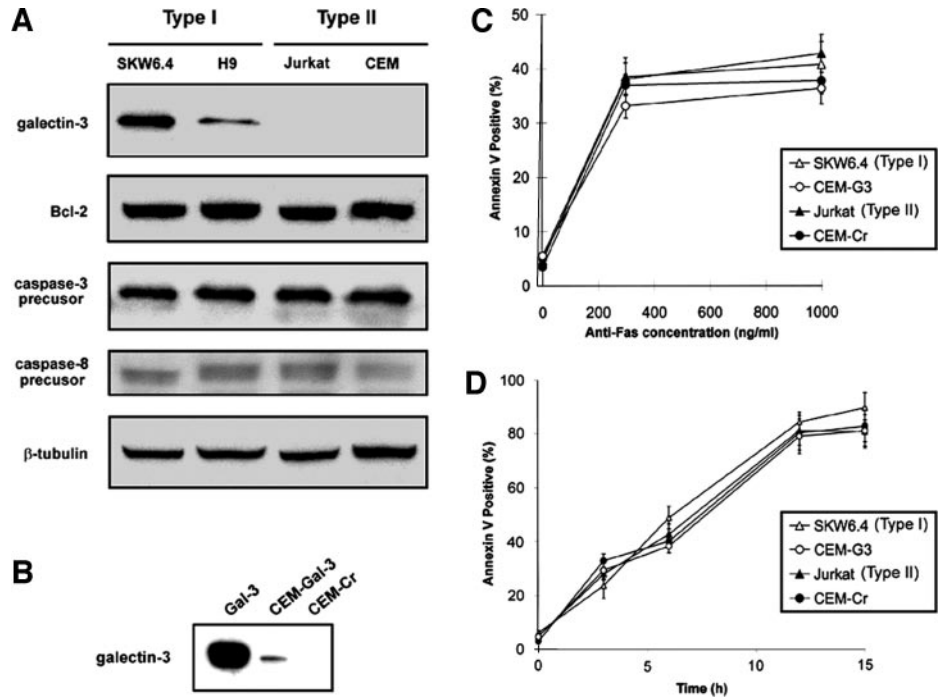 A
Type I Type II
SKW6.4 H9 Jurkat CEM
galectin-3
Bcl-2
caspase-3
precusor
caspase-8
precusor
β-tubulin
B
Gal-3 CEM-Gal-3 CEM-Cr
galectin-3
C
Annexin V Positive (%)
50
40
30
20
10
0
0 200 400 600 800 1000
Anti-Fas concentration (ng/ml)
SKW6.4 (Type I)
CEM-G3
Jurkat (Type II)
CEM-Cr
D
Annexin V Positive (%)
100
80
60
40
20
0
0 5 10 15
Time (h)
SKW6.4 (Type I)
CEM-G3
Jurkat (Type II)
CEM-Cr